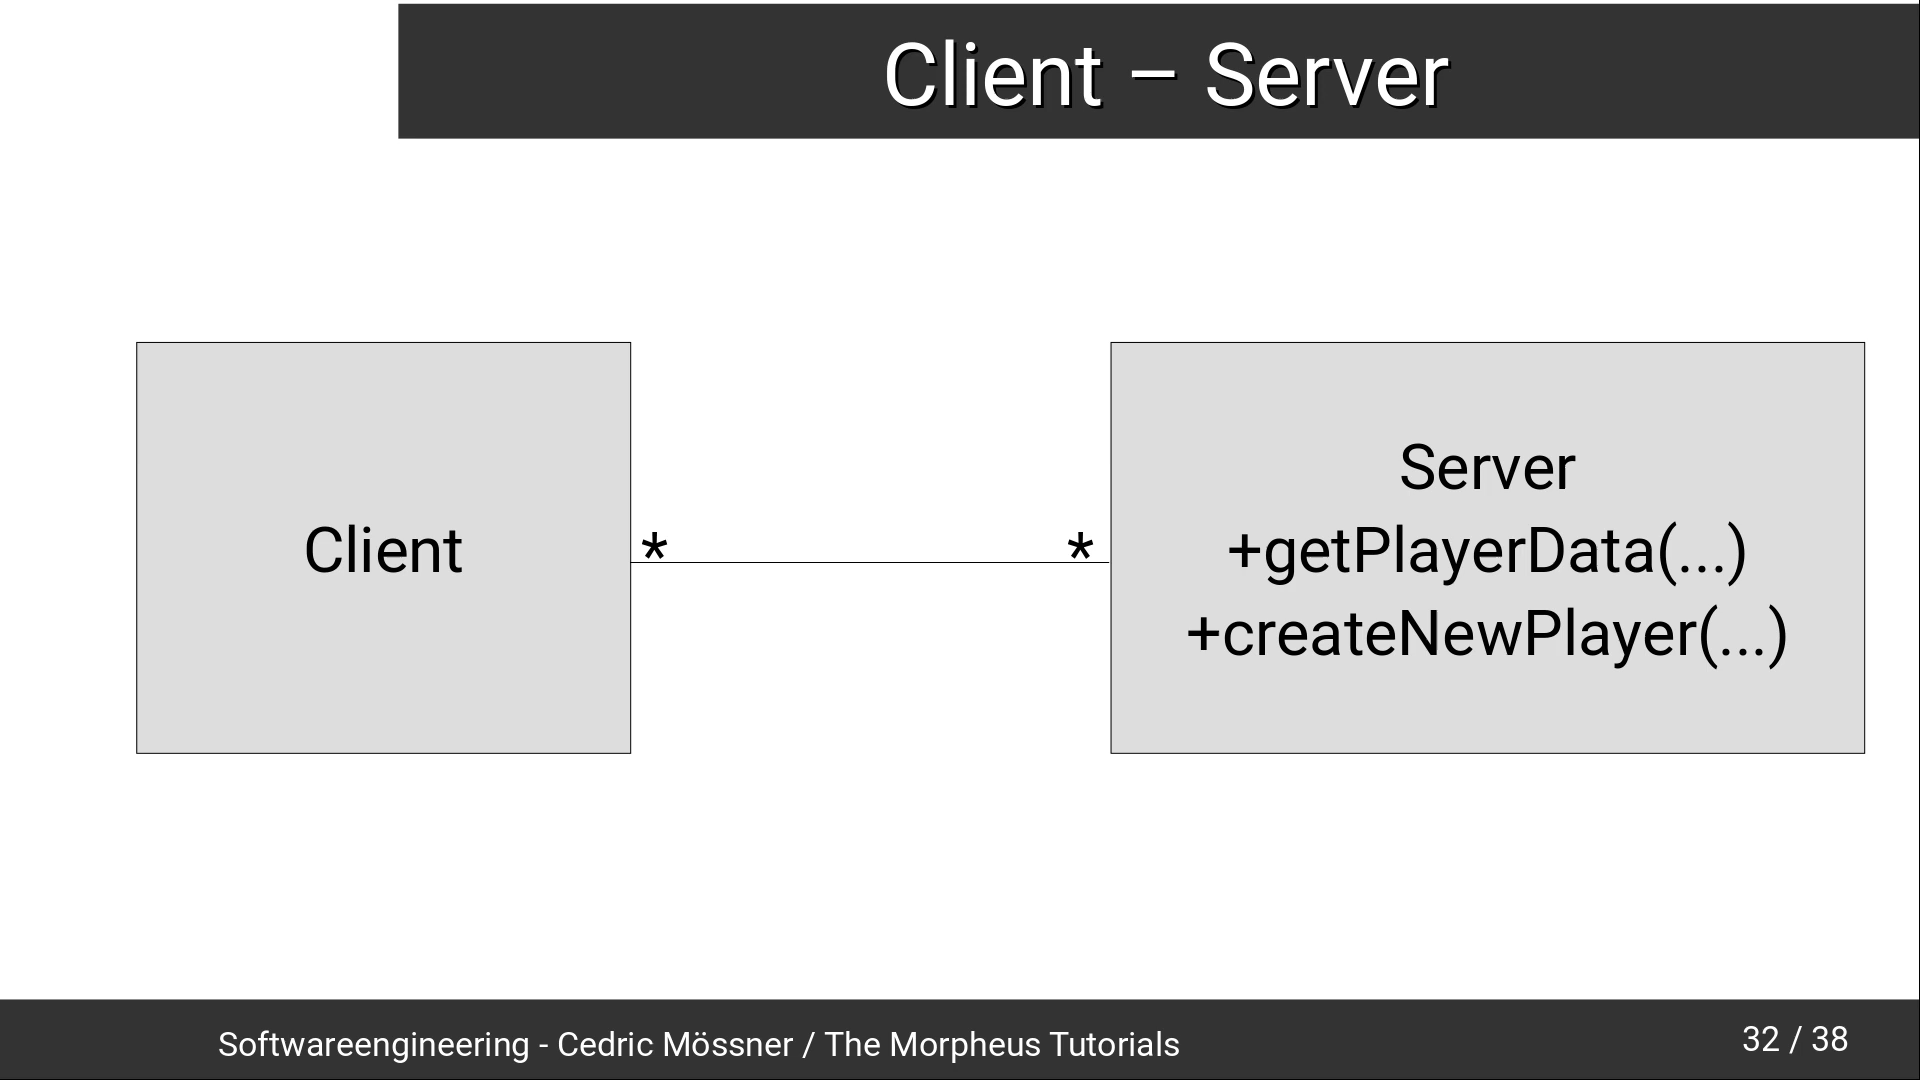 Client – Server
Client
*
*
Server
+getPlayerData(...)
+createNewPlayer(...)
Softwareengineering - Cedric Mössner / The Morpheus Tutorials
32 / 38